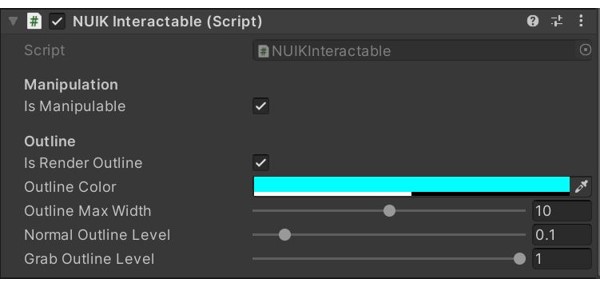 NUIK Interactable (Script)
Script NUIKInteractable
Manipulation
Is Manipulable
Outline
Is Render Outline
Outline Color
Outline Max Width 10
Normal Outline Level 0.1
Grab Outline Level 1